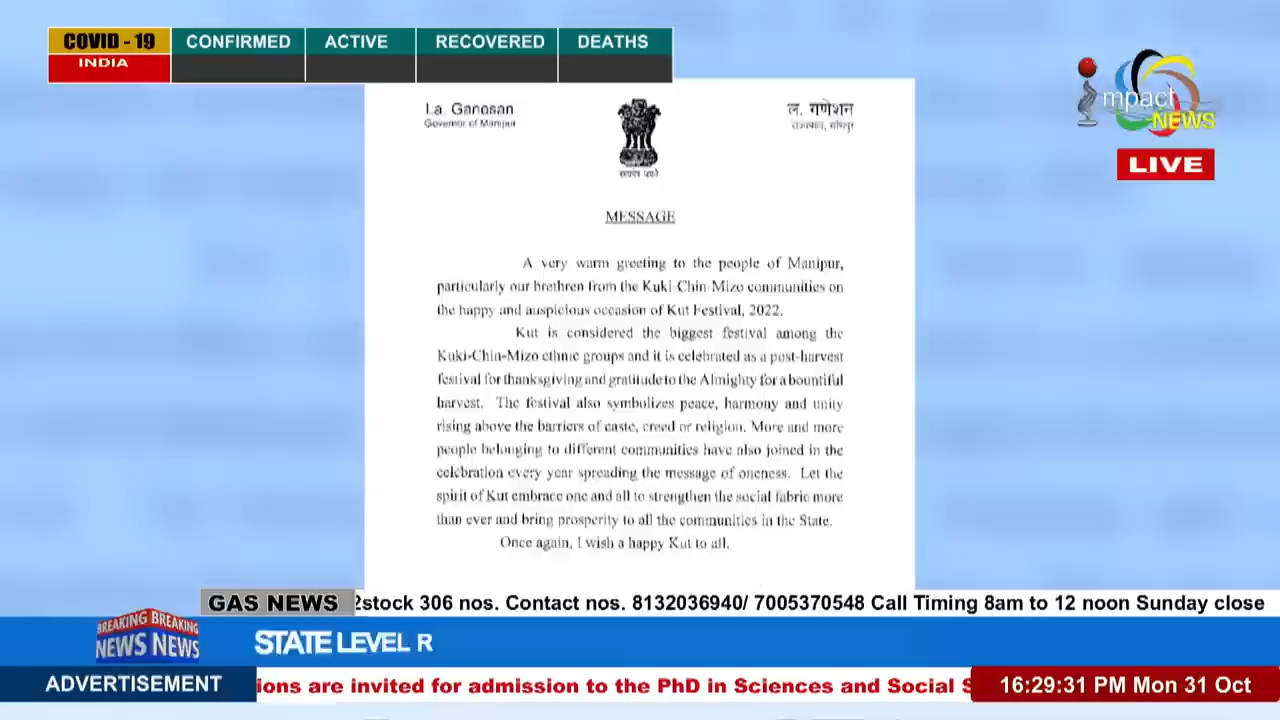 COVID - 19 CONFIRMED ACTIVE RECOVERED DEATHS
INDIA
impact
NEWS
LIVE
La. Ganesan
Governor of Manipur
ल. गणेशन
राज्यपाल, मणिपुर
सत्यमेव जयते
MESSAGE
A very warm greeting to the people of Manipur,
particularly our brethren from the Kuki-Chin-Mizo communities on
the happy and auspicious occasion of Kut Festival, 2022.
Kut is considered the biggest festival among the
Kuki-Chin-Mizo ethnic groups and it is celebrated as a post-harvest
festival for thanksgiving and gratitude to the Almighty for a bountiful
harvest. The festival also symbolizes peace, harmony and unity
rising above the barriers of caste, creed or religion. More and more
people belonging to different communities have also joined in the
celebration every year spreading the message of oneness. Let the
spirit of Kut embrace one and all to strengthen the social fabric more
than ever and bring prosperity to all the communities in the State.
Once again, I wish a happy Kut to all.
GAS NEWS 2stock 306 nos. Contact nos. 8132036940/ 7005370548 Call Timing 8am to 12 noon Sunday close
BREAKING BREAKING
NEWS NEWS
STATE LEVEL R
ADVERTISEMENT ions are invited for admission to the PhD in Sciences and Social S 16:29:31 PM Mon 31 Oct